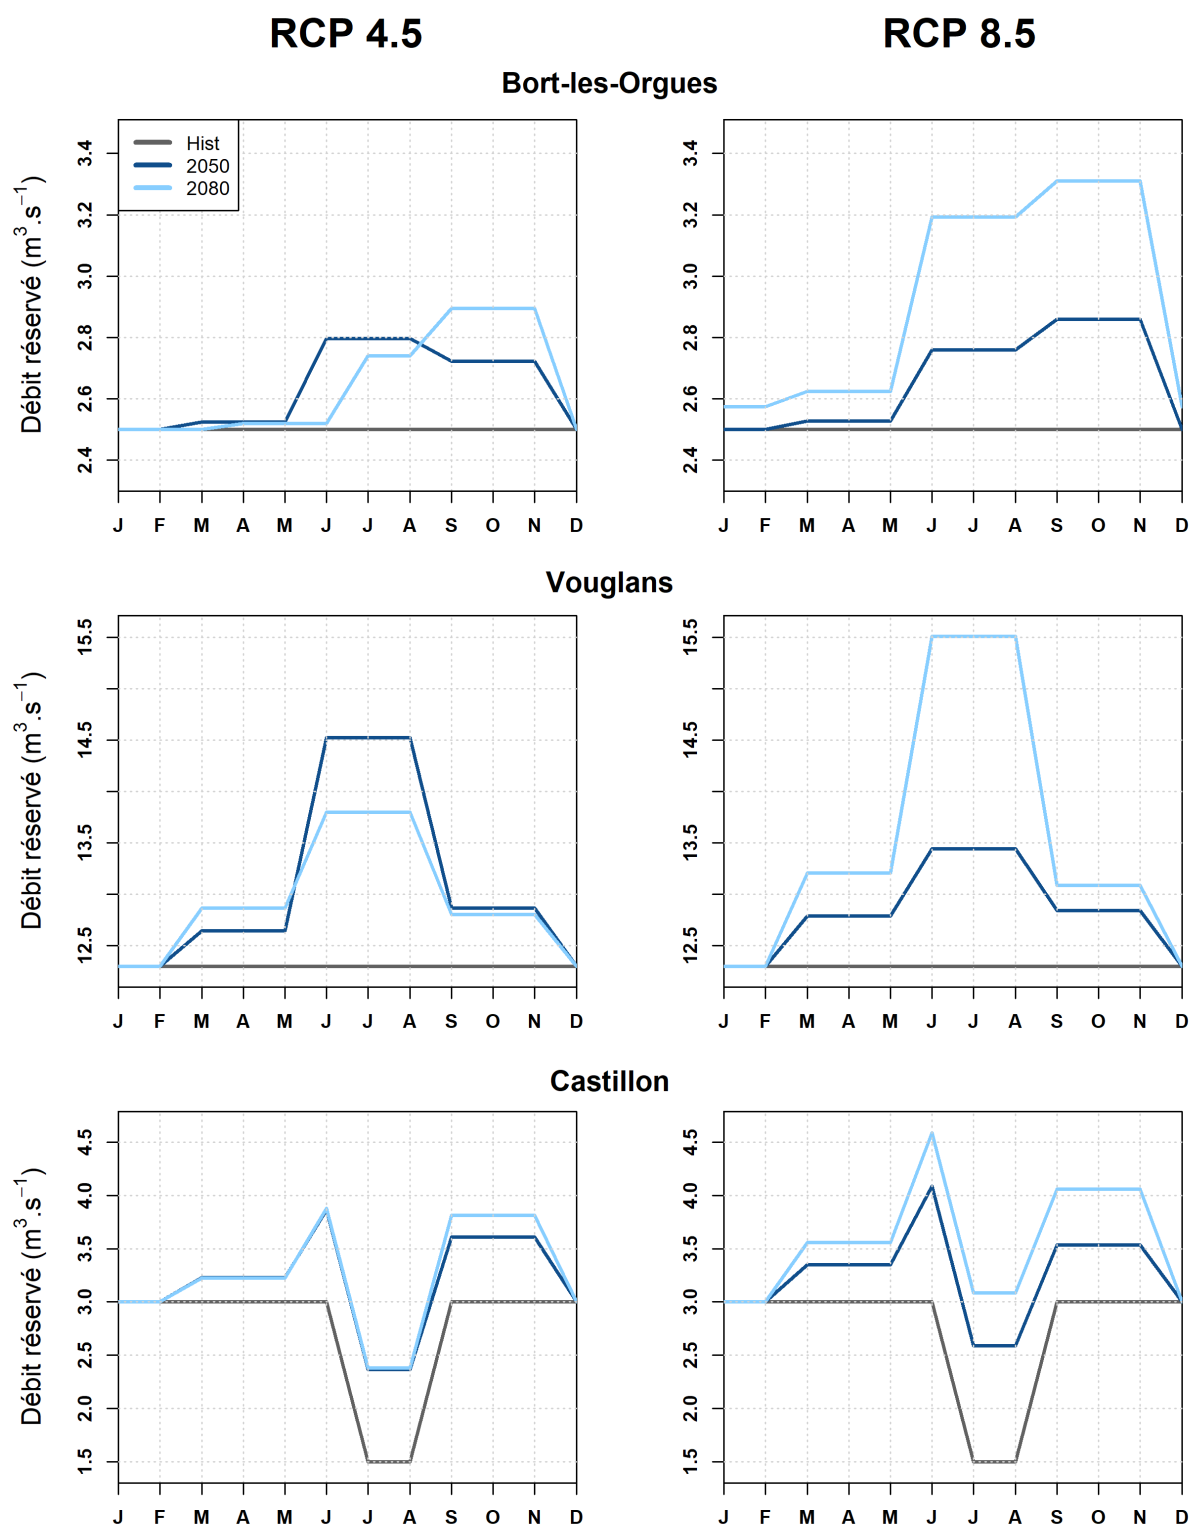 RCP 4.5 RCP 8.5
Bort-les-Orgues
Débit réservé (m³.s⁻¹)
3.4
3.2
3.0
2.8
2.6
2.4
Hist
2050
2080
J F M A M J J A S O N D
3.4
3.2
3.0
2.8
2.6
2.4
J F M A M J J A S O N D
Vouglans
Débit réservé (m³.s⁻¹)
15.5
14.5
13.5
12.5
J F M A M J J A S O N D
15.5
14.5
13.5
12.5
J F M A M J J A S O N D
Castillon
Débit réservé (m³.s⁻¹)
4.5
4.0
3.5
3.0
2.5
2.0
1.5
J F M A M J J A S O N D
4.5
4.0
3.5
3.0
2.5
2.0
1.5
J F M A M J J A S O N D